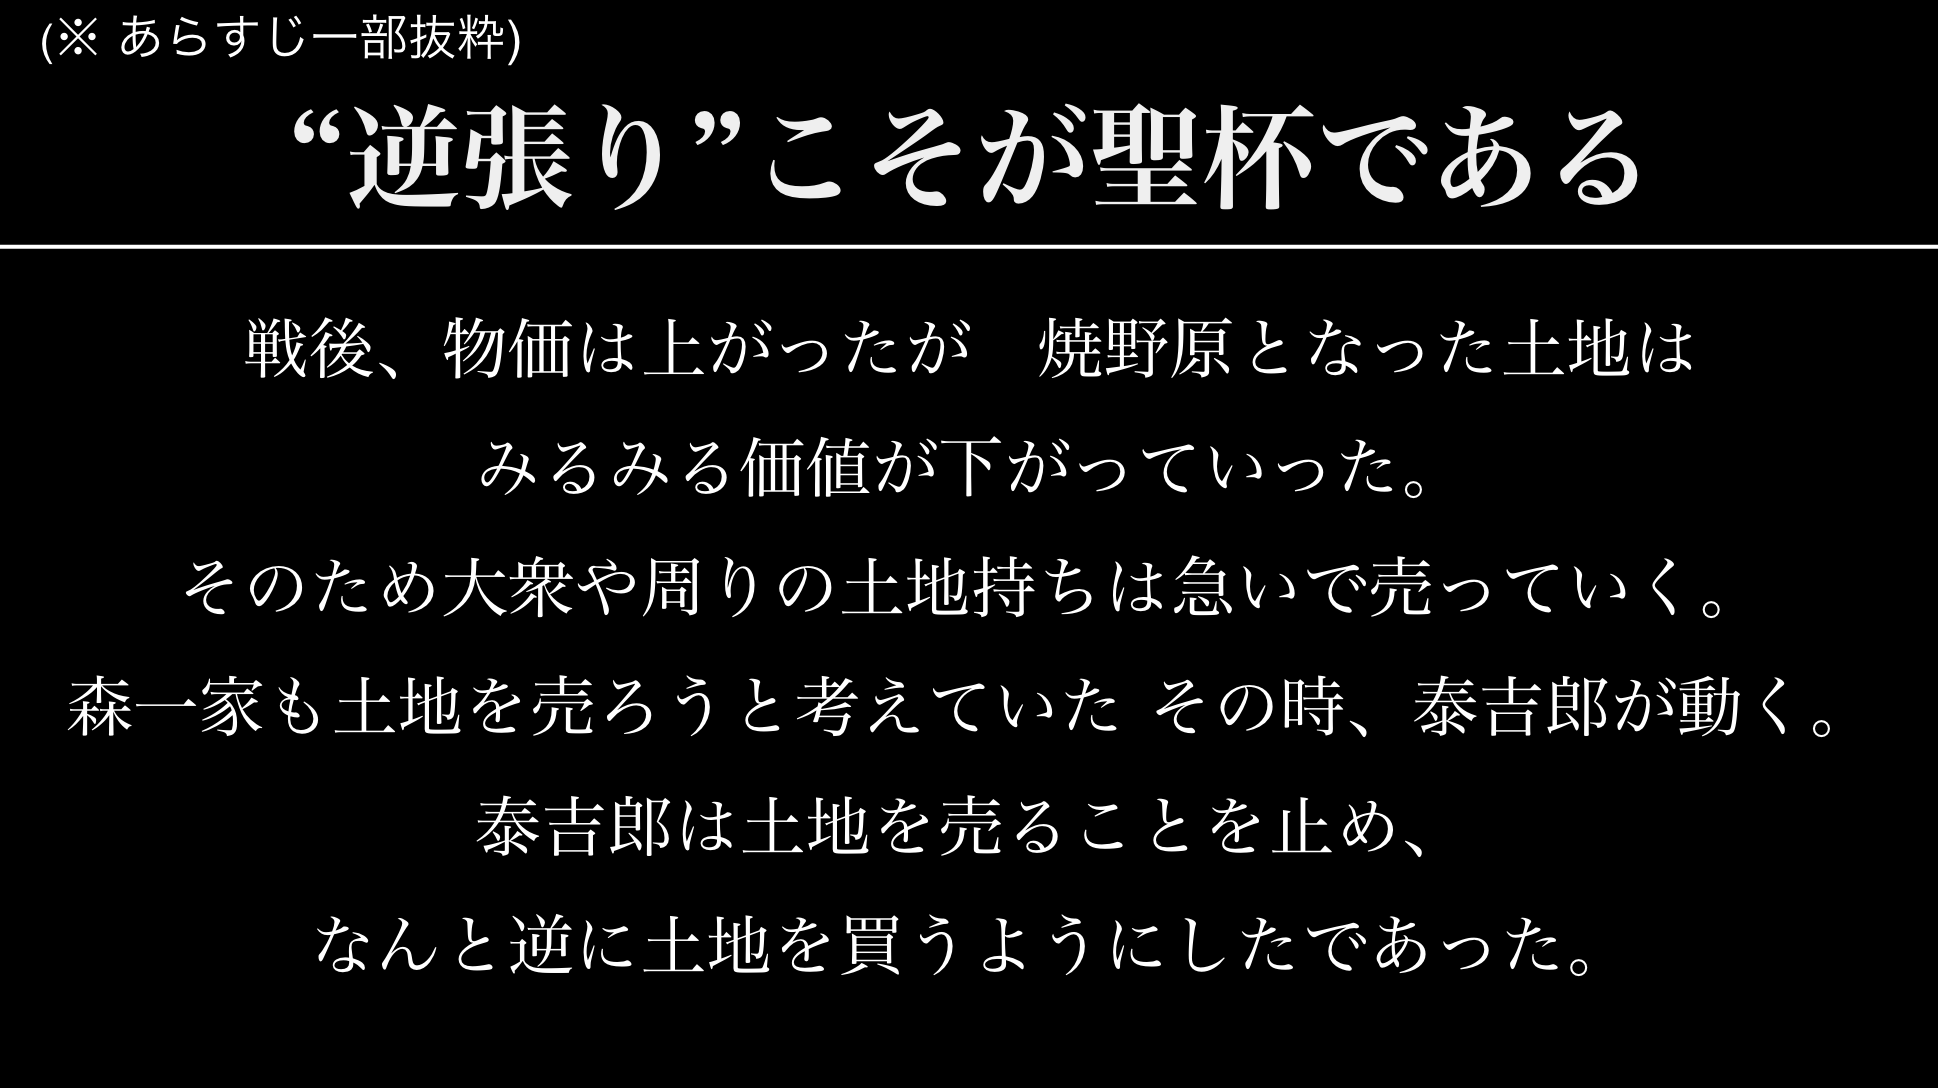 (※ あらすじ一部抜粋)
“逆張り”こそが聖杯である
戦後、物価は上がったが　焼野原となった土地は
みるみる価値が下がっていった。
そのため大衆や周りの土地持ちは急いで売っていく。
森一家も土地を売ろうと考えていた その時、泰吉郎が動く。
泰吉郎は土地を売ることを止め、
なんと逆に土地を買うようにしたであった。